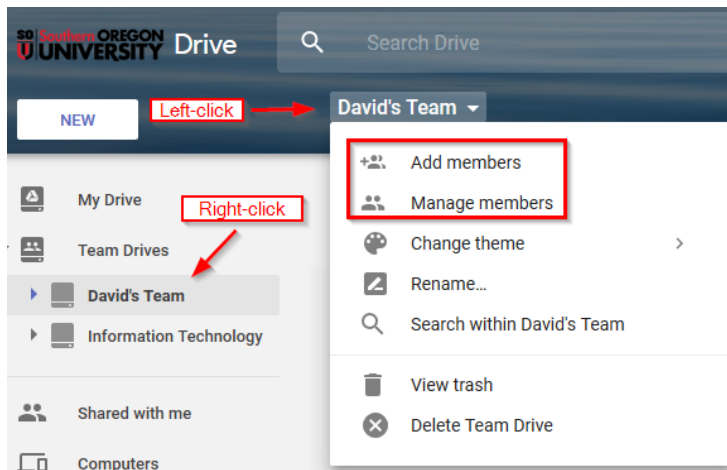 SO
U
Southern OREGON
UNIVERSITY
Drive
Search Drive
NEW
Left-click
David's Team
My Drive
Right-click
Team Drives
David's Team
Information Technology
Shared with me
Computers
Add members
Manage members
Change theme
Rename...
Search within David's Team
View trash
Delete Team Drive